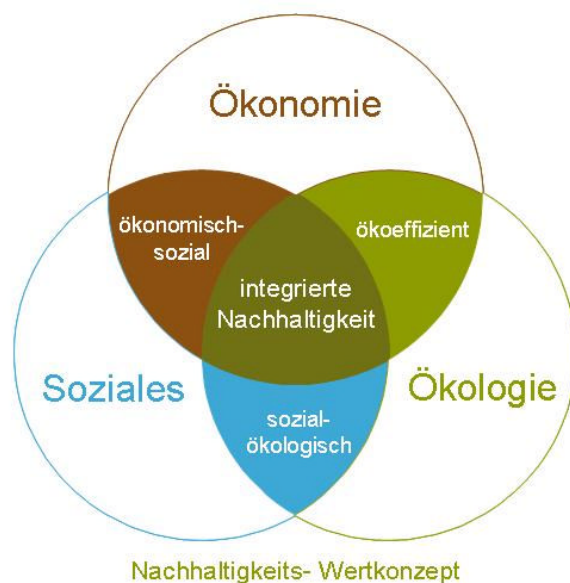 Ökonomie
ökonomisch-
sozial
ökoeffizient
integrierte
Nachhaltigkeit
Soziales
Ökologie
sozial-
ökologisch
Nachhaltigkeits- Wertkonzept